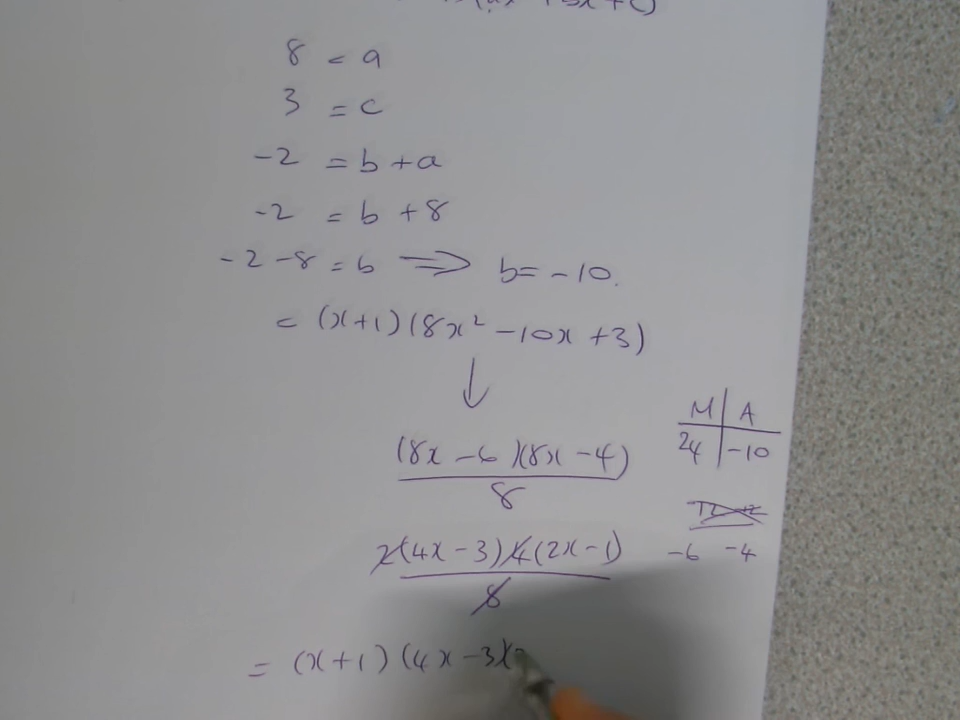 8 = a
3 = c
-2 = b + a
-2 = b + 8
-2 -8 = b ⟹ b = -10.
= (x+1)(8x² -10x +3)
↓
M | A
24 | -10
(8x -6)(8x -4)
8
-6 -4
2(4x -3)4(2x -1)
8
= (x+1)(4x -3)(